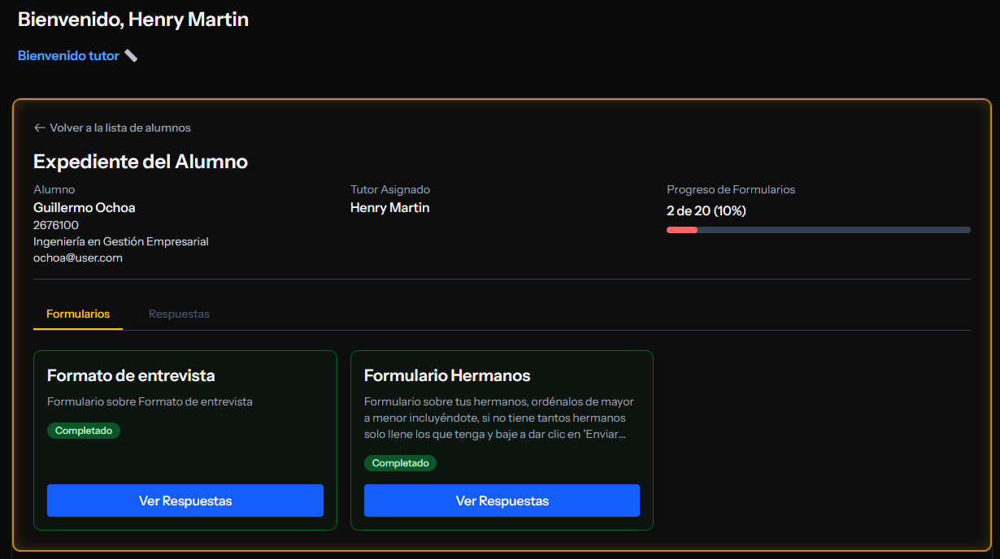 Bienvenido, Henry Martin
Bienvenido tutor
Volver a la lista de alumnos
Expediente del Alumno
Alumno
Guillermo Ochoa
2676100
Ingeniería en Gestión Empresarial
ochoa@user.com
Tutor Asignado
Henry Martin
Progreso de Formularios
2 de 20 (10%)
Formularios
Respuestas
Formato de entrevista
Formulario sobre Formato de entrevista
Completado
Ver Respuestas
Formulario Hermanos
Formulario sobre tus hermanos, ordénalos de mayor
a menor incluyéndote, si no tiene tantos hermanos
solo llene los que tenga y baje a dar clic en 'Enviar...
Completado
Ver Respuestas